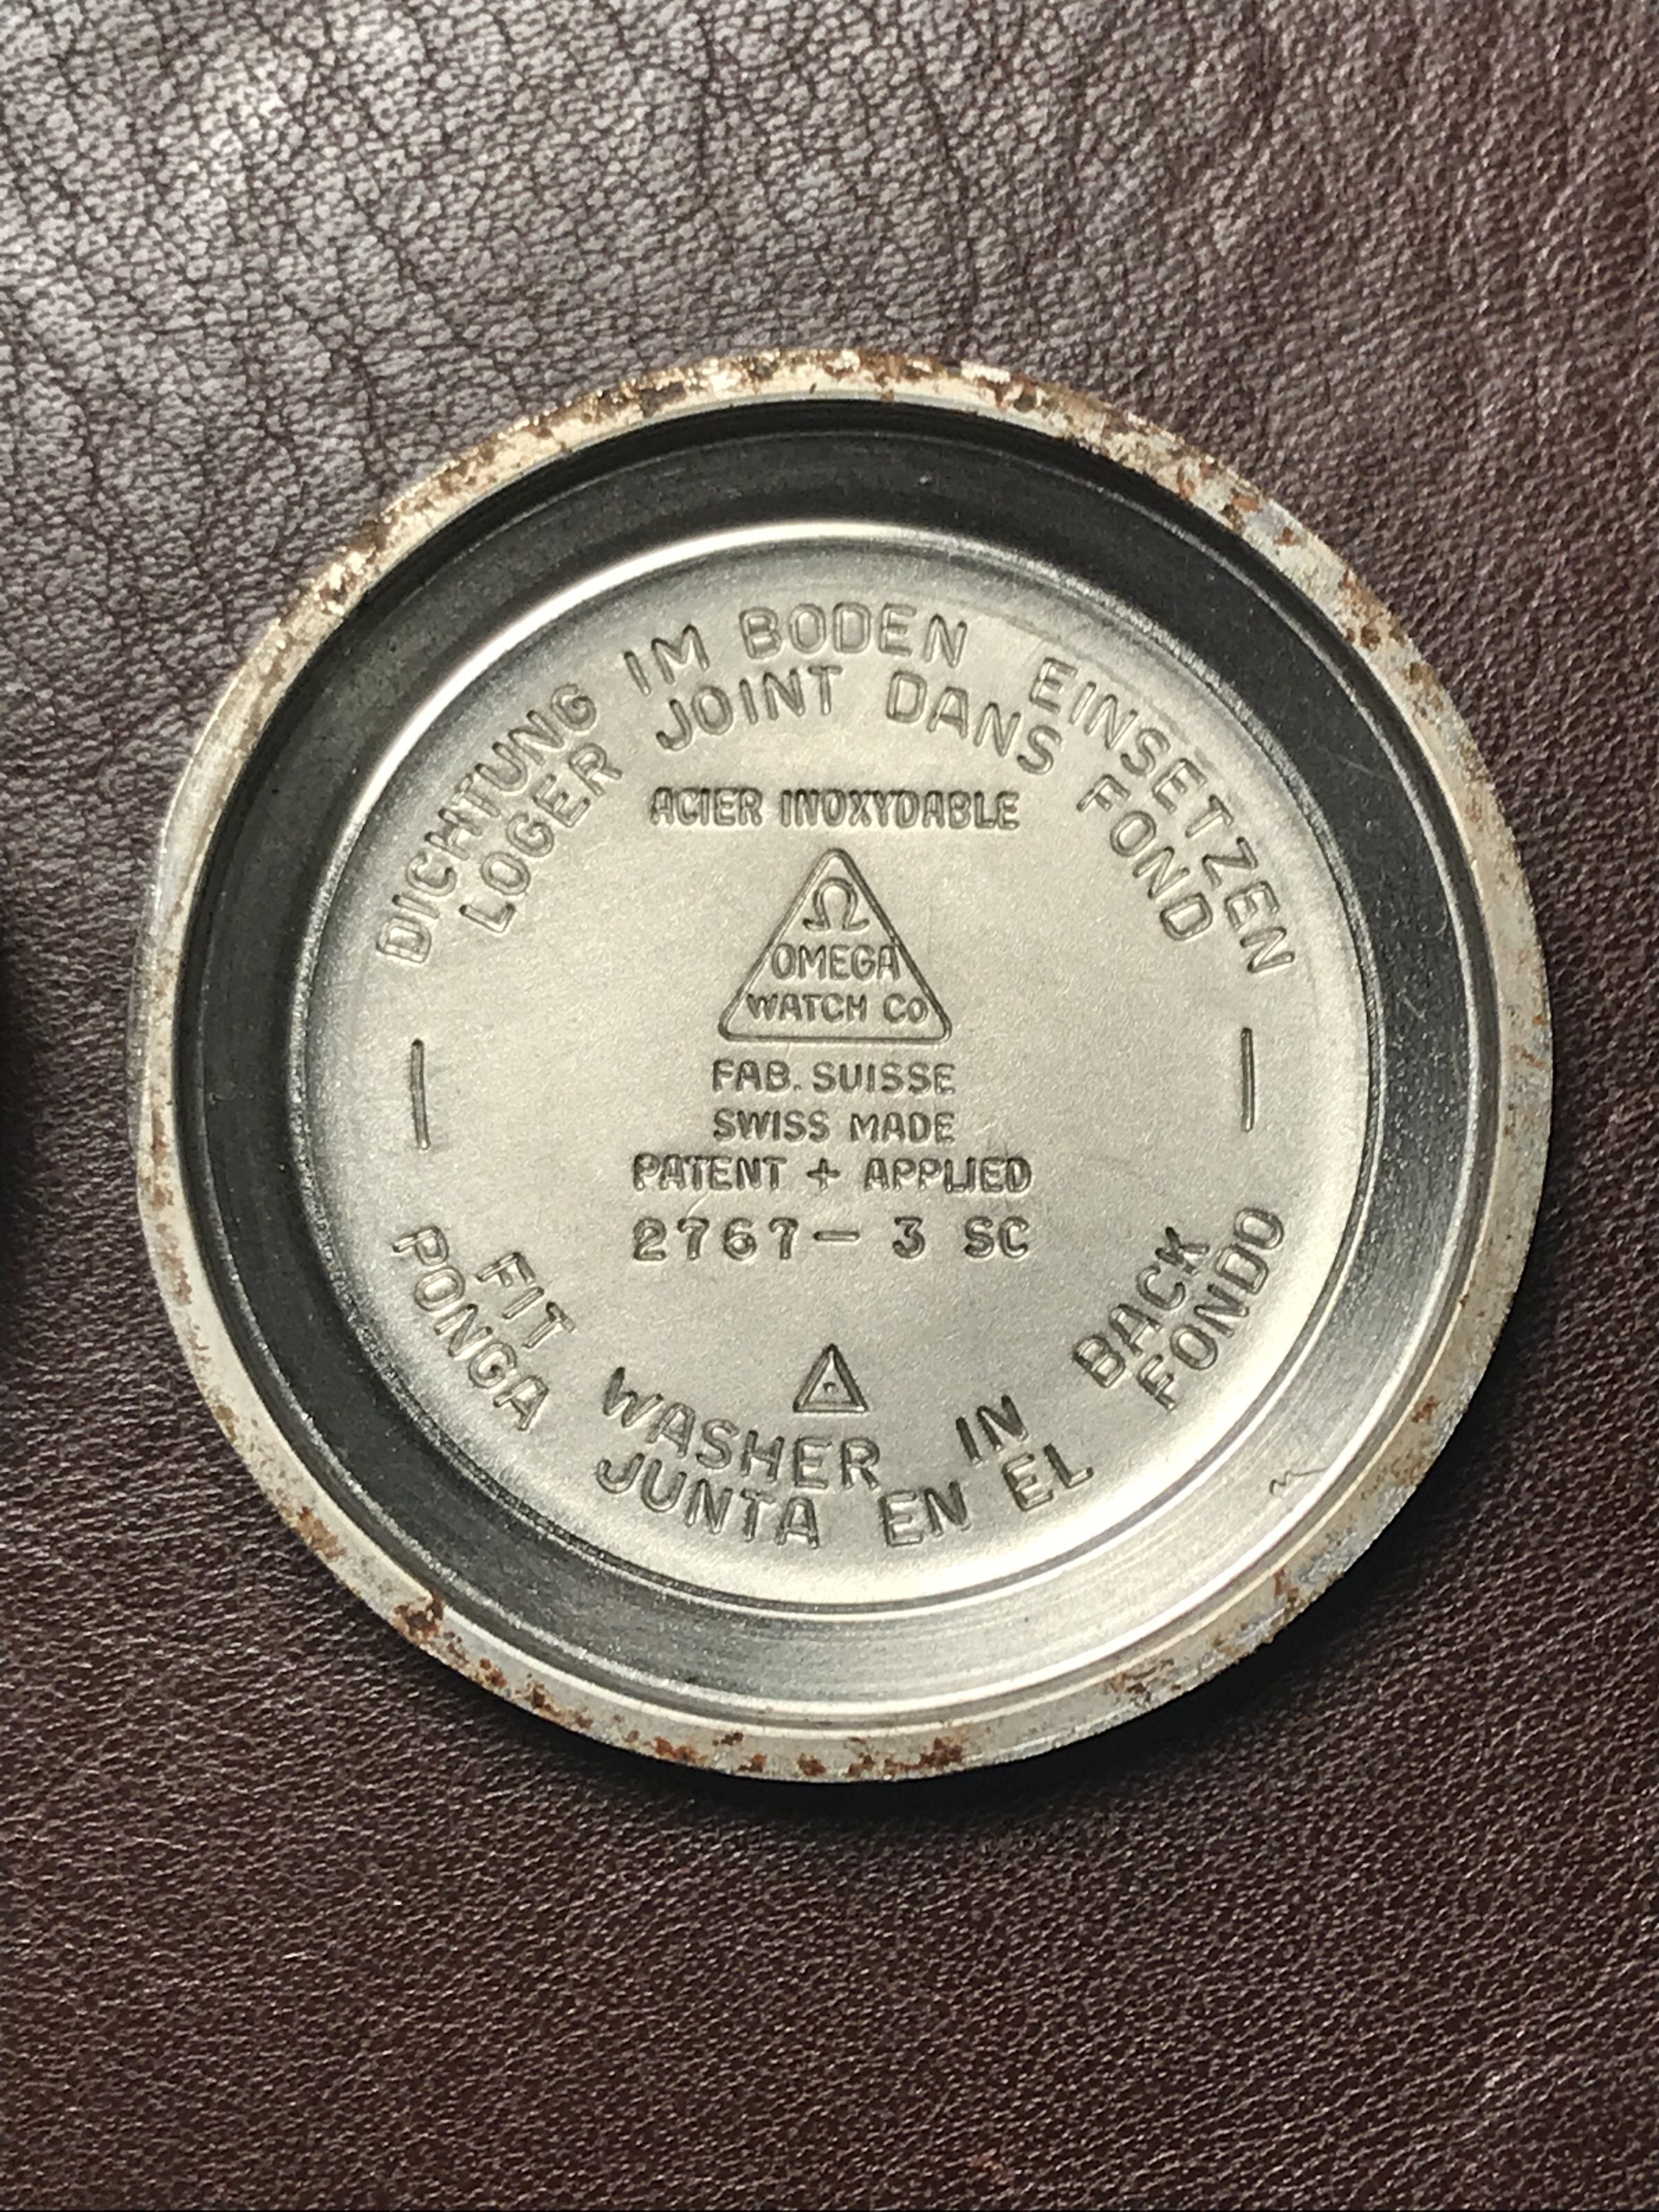 DICHTUNG IM BODEN EINSETZEN
LOGER JOINT DANS FOND
ACIER INOXYDABLE
Ω
OMEGA
WATCH CO
FAB. SUISSE
SWISS MADE
PATENT + APPLIED
2767- 3 SC
FIT WASHER IN BACK
PONGA JUNTA EN EL FONDO